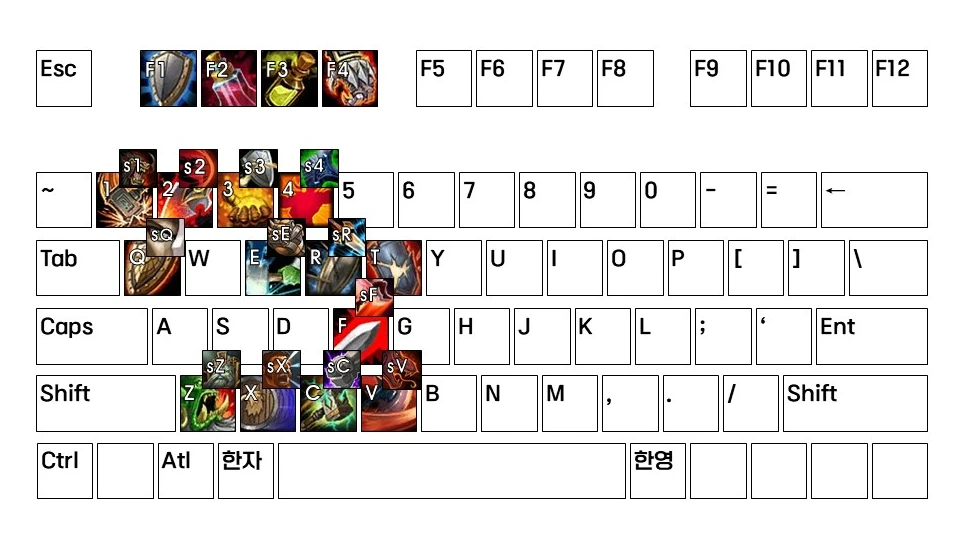 Esc F1 F2 F3 F4 F5 F6 F7 F8 F9 F10 F11 F12
s1 s2 s3 s4
~ 1 2 3 4 5 6 7 8 9 0 - = ←
sQ sE sR
Tab Q W E R T Y U I O P [ ] \
sF
Caps A S D F G H J K L ; ‘ Ent
sZ sX sC sV
Shift Z X C V B N M , . / Shift
Ctrl Atl 한자 한영